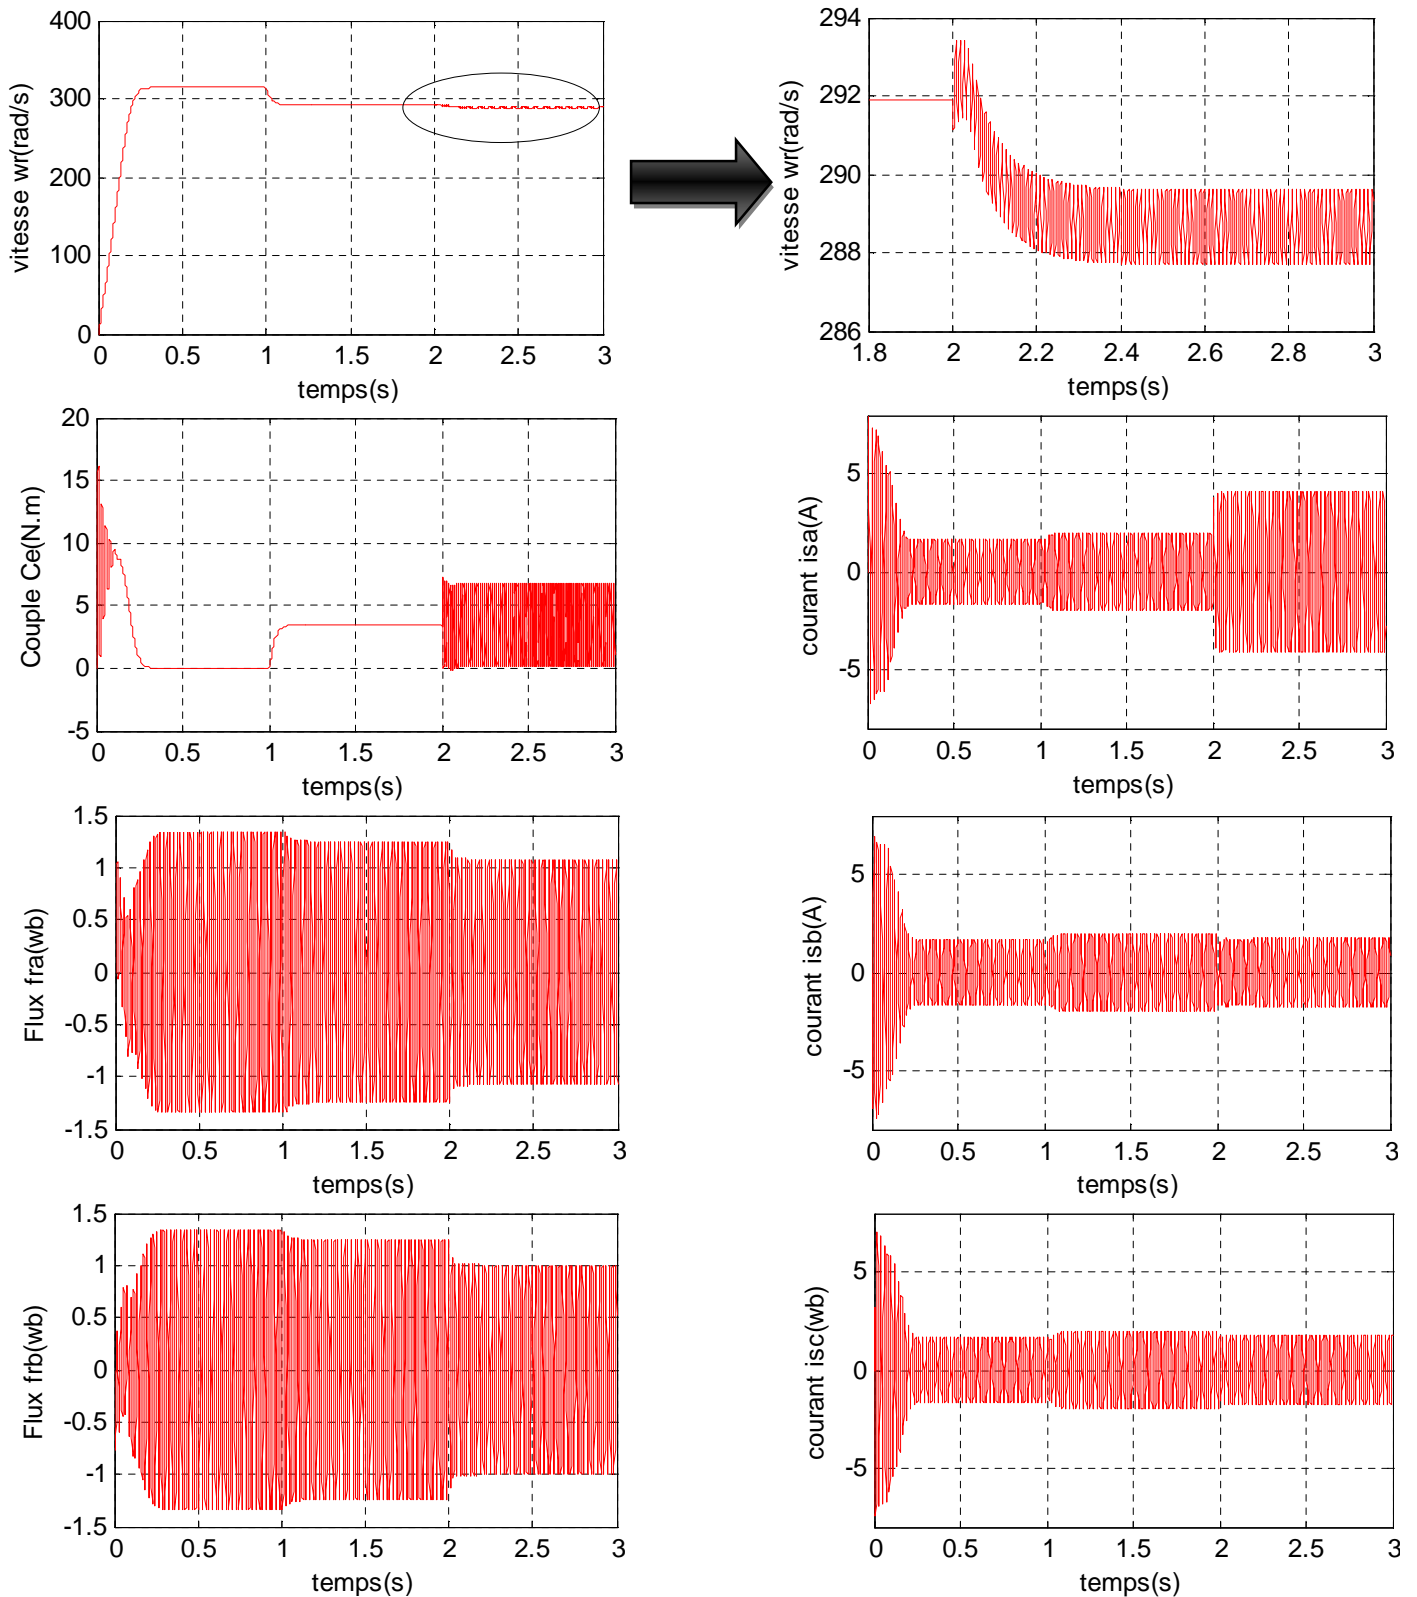 400
300
200
100
0
vitesse wr(rad/s)
0 0.5 1 1.5 2 2.5 3
temps(s)
294
292
290
288
286
vitesse wr(rad/s)
1.8 2 2.2 2.4 2.6 2.8 3
temps(s)
20
15
10
5
0
-5
Couple Ce(N.m)
0 0.5 1 1.5 2 2.5 3
temps(s)
5
0
-5
courant isa(A)
0 0.5 1 1.5 2 2.5 3
temps(s)
1.5
1
0.5
0
-0.5
-1
-1.5
Flux fra(wb)
0 0.5 1 1.5 2 2.5 3
temps(s)
5
0
-5
courant isb(A)
0 0.5 1 1.5 2 2.5 3
temps(s)
1.5
1
0.5
0
-0.5
-1
-1.5
Flux frb(wb)
0 0.5 1 1.5 2 2.5 3
temps(s)
5
0
-5
courant isc(wb)
0 0.5 1 1.5 2 2.5 3
temps(s)